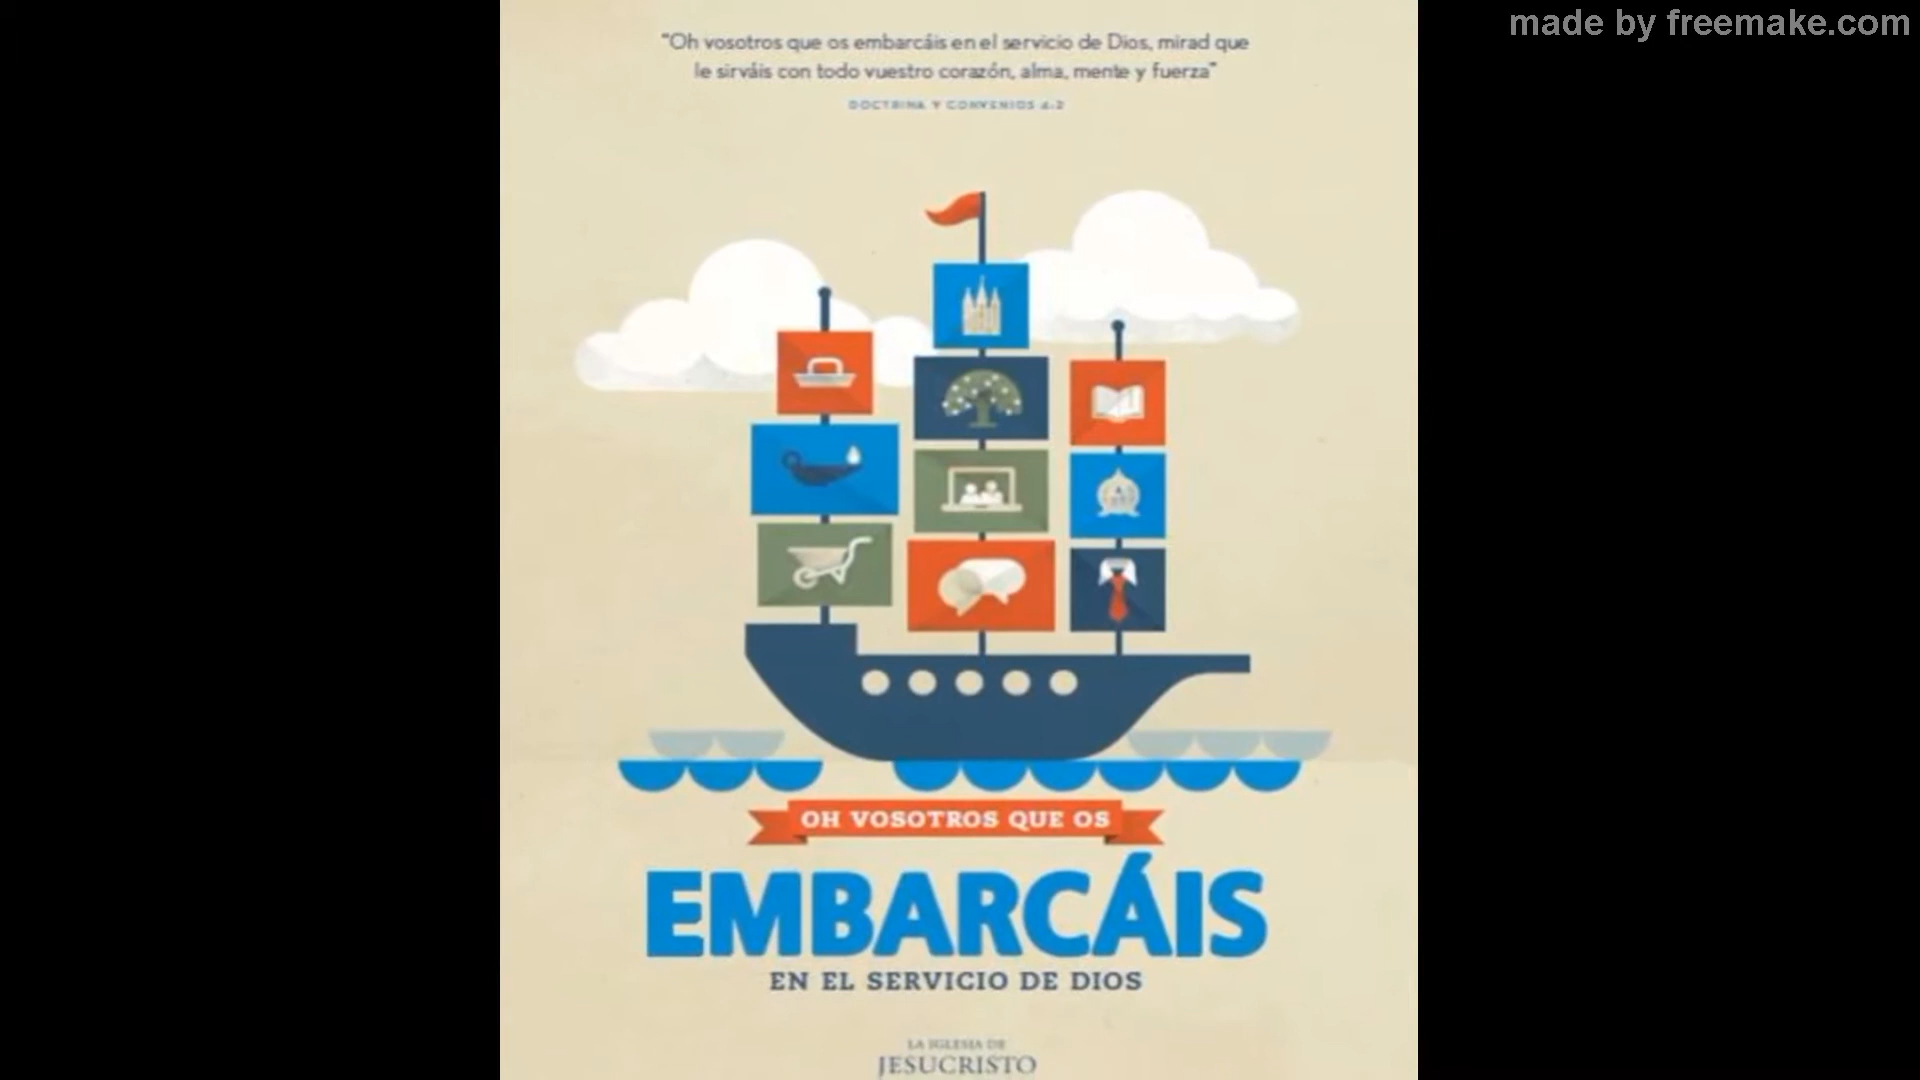 made by freemake.com
"Oh vosotros que os embarcáis en el servicio de Dios, mirad que
le sirváis con todo vuestro corazón, alma, mente y fuerza"
DOCTRINA Y CONVENIOS 4:2
OH VOSOTROS QUE OS
EMBARCÁIS
EN EL SERVICIO DE DIOS
LA IGLESIA DE
JESUCRISTO